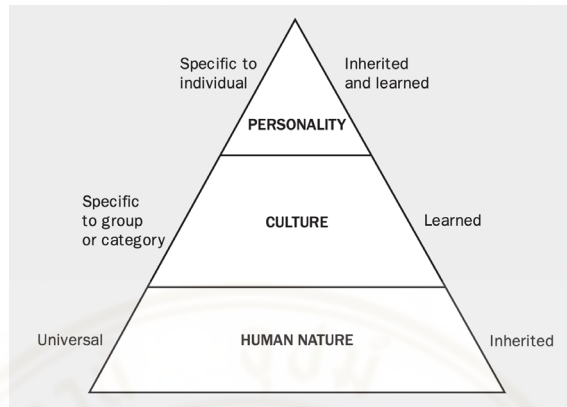 Specific to
individual
Inherited
and learned
PERSONALITY
Specific
to group
or category
CULTURE
Learned
Universal
HUMAN NATURE
Inherited